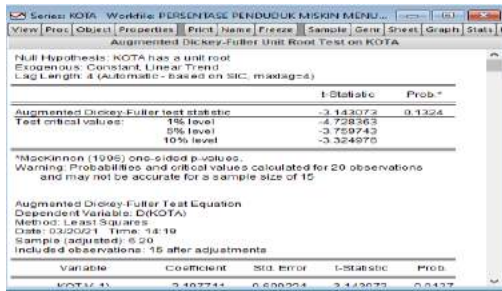 Series: KOTA Workfile: PERSENTASE PENDUDUK MISKIN MENU...
View Proc Object Properties Print Name Freeze Sample Genr Sheet Graph Stats
Augmented Dickey-Fuller Unit Root Test on KOTA
Null Hypothesis: KOTA has a unit root
Exogenous: Constant, Linear Trend
Lag Length: 4 (Automatic - based on SIC, maxlag=4)
t-Statistic Prob.*
Augmented Dickey-Fuller test statistic -3.143073 0.1324
Test critical values: 1% level -4.728363
5% level -3.759743
10% level -3.324976
*MacKinnon (1996) one-sided p-values.
Warning: Probabilities and critical values calculated for 20 observations
and may not be accurate for a sample size of 15
Augmented Dickey-Fuller Test Equation
Dependent Variable: D(KOTA)
Method: Least Squares
Date: 03/20/21 Time: 14:19
Sample (adjusted): 6 20
Included observations: 15 after adjustments
Variable Coefficient Std. Error t-Statistic Prob.